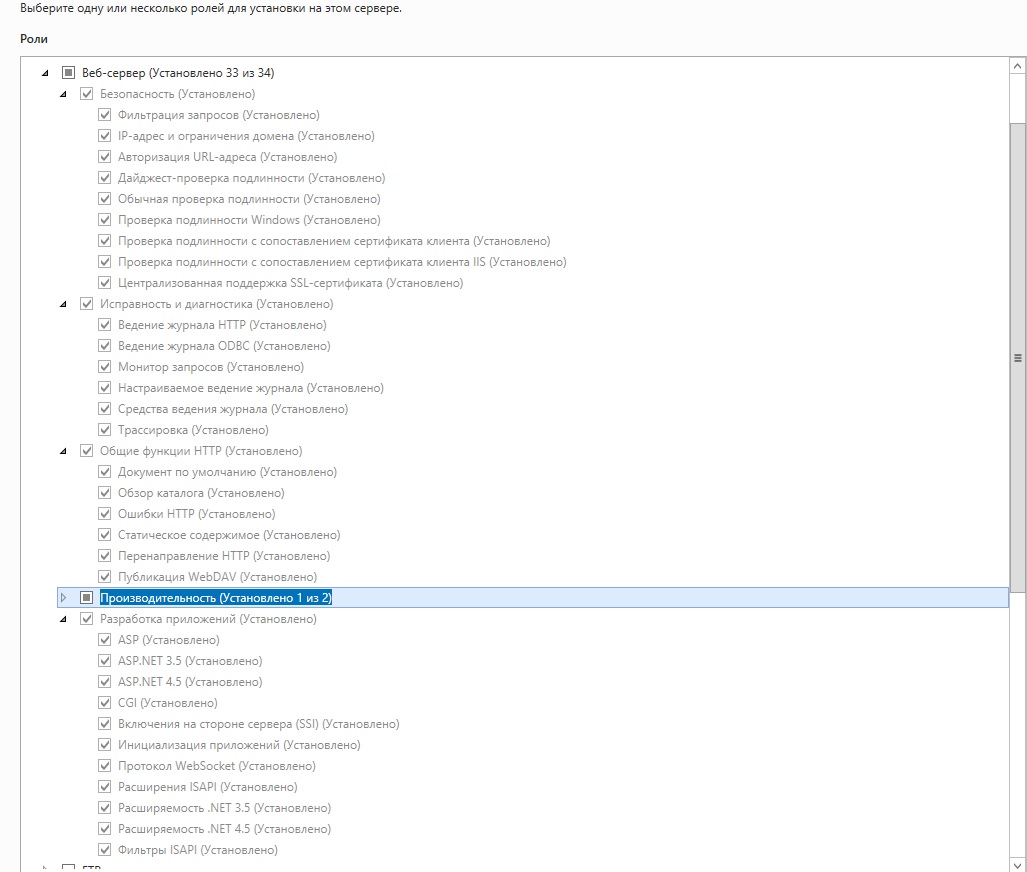 Выберите одну или несколько ролей для установки на этом сервере.
Роли
Веб-сервер (Установлено 33 из 34)
Безопасность (Установлено)
Фильтрация запросов (Установлено)
IP-адрес и ограничения домена (Установлено)
Авторизация URL-адреса (Установлено)
Дайджест-проверка подлинности (Установлено)
Обычная проверка подлинности (Установлено)
Проверка подлинности Windows (Установлено)
Проверка подлинности с сопоставлением сертификата клиента (Установлено)
Проверка подлинности с сопоставлением сертификата клиента IIS (Установлено)
Централизованная поддержка SSL-сертификата (Установлено)
Исправность и диагностика (Установлено)
Ведение журнала HTTP (Установлено)
Ведение журнала ODBC (Установлено)
Монитор запросов (Установлено)
Настраиваемое ведение журнала (Установлено)
Средства ведения журнала (Установлено)
Трассировка (Установлено)
Общие функции HTTP (Установлено)
Документ по умолчанию (Установлено)
Обзор каталога (Установлено)
Ошибки HTTP (Установлено)
Статическое содержимое (Установлено)
Перенаправление HTTP (Установлено)
Публикация WebDAV (Установлено)
Производительность (Установлено 1 из 2)
Разработка приложений (Установлено)
ASP (Установлено)
ASP.NET 3.5 (Установлено)
ASP.NET 4.5 (Установлено)
CGI (Установлено)
Включения на стороне сервера (SSI) (Установлено)
Инициализация приложений (Установлено)
Протокол WebSocket (Установлено)
Расширения ISAPI (Установлено)
Расширяемость .NET 3.5 (Установлено)
Расширяемость .NET 4.5 (Установлено)
Фильтры ISAPI (Установлено)